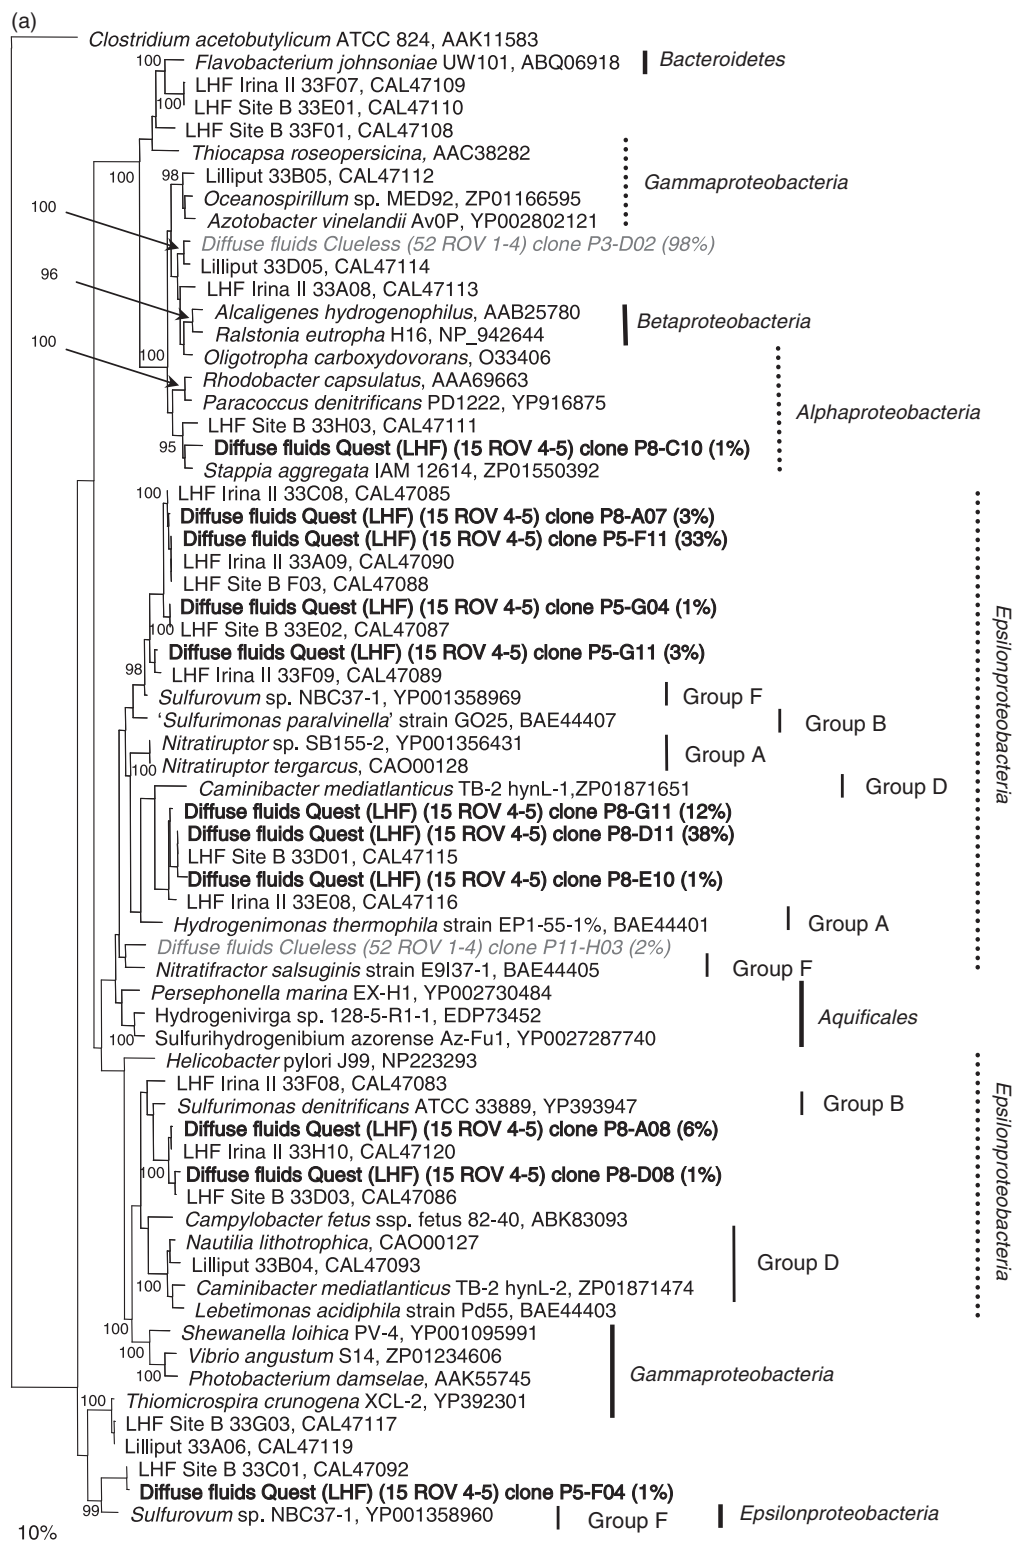 (a)
Clostridium acetobutylicum ATCC 824, AAK11583
100
Flavobacterium johnsoniae UW101, ABQ06918
Bacteroidetes
LHF Irina II 33F07, CAL47109
100
LHF Site B 33E01, CAL47110
LHF Site B 33F01, CAL47108
Thiocapsa roseopersicina, AAC38282
100
98
Lilliput 33B05, CAL47112
Gammaproteobacteria
Oceanospirillum sp. MED92, ZP01166595
100
Azotobacter vinelandii Av0P, YP002802121
Diffuse fluids Clueless (52 ROV 1-4) clone P3-D02 (98%)
Lilliput 33D05, CAL47114
96
LHF Irina II 33A08, CAL47113
Alcaligenes hydrogenophilus, AAB25780
Betaproteobacteria
Ralstonia eutropha H16, NP_942644
100
100
Oligotropha carboxydovorans, O33406
Rhodobacter capsulatus, AAA69663
Paracoccus denitrificans PD1222, YP916875
Alphaproteobacteria
LHF Site B 33H03, CAL47111
95
Diffuse fluids Quest (LHF) (15 ROV 4-5) clone P8-C10 (1%)
Stappia aggregata IAM 12614, ZP01550392
100
LHF Irina II 33C08, CAL47085
Diffuse fluids Quest (LHF) (15 ROV 4-5) clone P8-A07 (3%)
Diffuse fluids Quest (LHF) (15 ROV 4-5) clone P5-F11 (33%)
LHF Irina II 33A09, CAL47090
LHF Site B F03, CAL47088
Diffuse fluids Quest (LHF) (15 ROV 4-5) clone P5-G04 (1%)
100
LHF Site B 33E02, CAL47087
Diffuse fluids Quest (LHF) (15 ROV 4-5) clone P5-G11 (3%)
98
LHF Irina II 33F09, CAL47089
Sulfurovum sp. NBC37-1, YP001358969
Group F
'Sulfurimonas paralvinella' strain GO25, BAE44407
Group B
Nitratiruptor sp. SB155-2, YP001356431
Group A
100
Nitratiruptor tergarcus, CAO00128
Caminibacter mediatlanticus TB-2 hynL-1,ZP01871651
Group D
Diffuse fluids Quest (LHF) (15 ROV 4-5) clone P8-G11 (12%)
Diffuse fluids Quest (LHF) (15 ROV 4-5) clone P8-D11 (38%)
LHF Site B 33D01, CAL47115
Diffuse fluids Quest (LHF) (15 ROV 4-5) clone P8-E10 (1%)
LHF Irina II 33E08, CAL47116
Hydrogenimonas thermophila strain EP1-55-1%, BAE44401
Group A
Diffuse fluids Clueless (52 ROV 1-4) clone P11-H03 (2%)
Nitratifractor salsuginis strain E9I37-1, BAE44405
Group F
Epsilonproteobacteria
Persephonella marina EX-H1, YP002730484
Hydrogenivirga sp. 128-5-R1-1, EDP73452
Aquificales
100
Sulfurihydrogenibium azorense Az-Fu1, YP0027287740
Helicobacter pylori J99, NP223293
LHF Irina II 33F08, CAL47083
Sulfurimonas denitrificans ATCC 33889, YP393947
Group B
Diffuse fluids Quest (LHF) (15 ROV 4-5) clone P8-A08 (6%)
LHF Irina II 33H10, CAL47120
100
Diffuse fluids Quest (LHF) (15 ROV 4-5) clone P8-D08 (1%)
LHF Site B 33D03, CAL47086
Epsilonproteobacteria
Campylobacter fetus ssp. fetus 82-40, ABK83093
Nautilia lithotrophica, CAO00127
Lilliput 33B04, CAL47093
Group D
100
Caminibacter mediatlanticus TB-2 hynL-2, ZP01871474
Lebetimonas acidiphila strain Pd55, BAE44403
100
Shewanella loihica PV-4, YP001095991
100
Vibrio angustum S14, ZP01234606
100
Photobacterium damselae, AAK55745
Gammaproteobacteria
100
Thiomicrospira crunogena XCL-2, YP392301
LHF Site B 33G03, CAL47117
Lilliput 33A06, CAL47119
LHF Site B 33C01, CAL47092
Diffuse fluids Quest (LHF) (15 ROV 4-5) clone P5-F04 (1%)
99
Sulfurovum sp. NBC37-1, YP001358960
Group F
Epsilonproteobacteria
10%